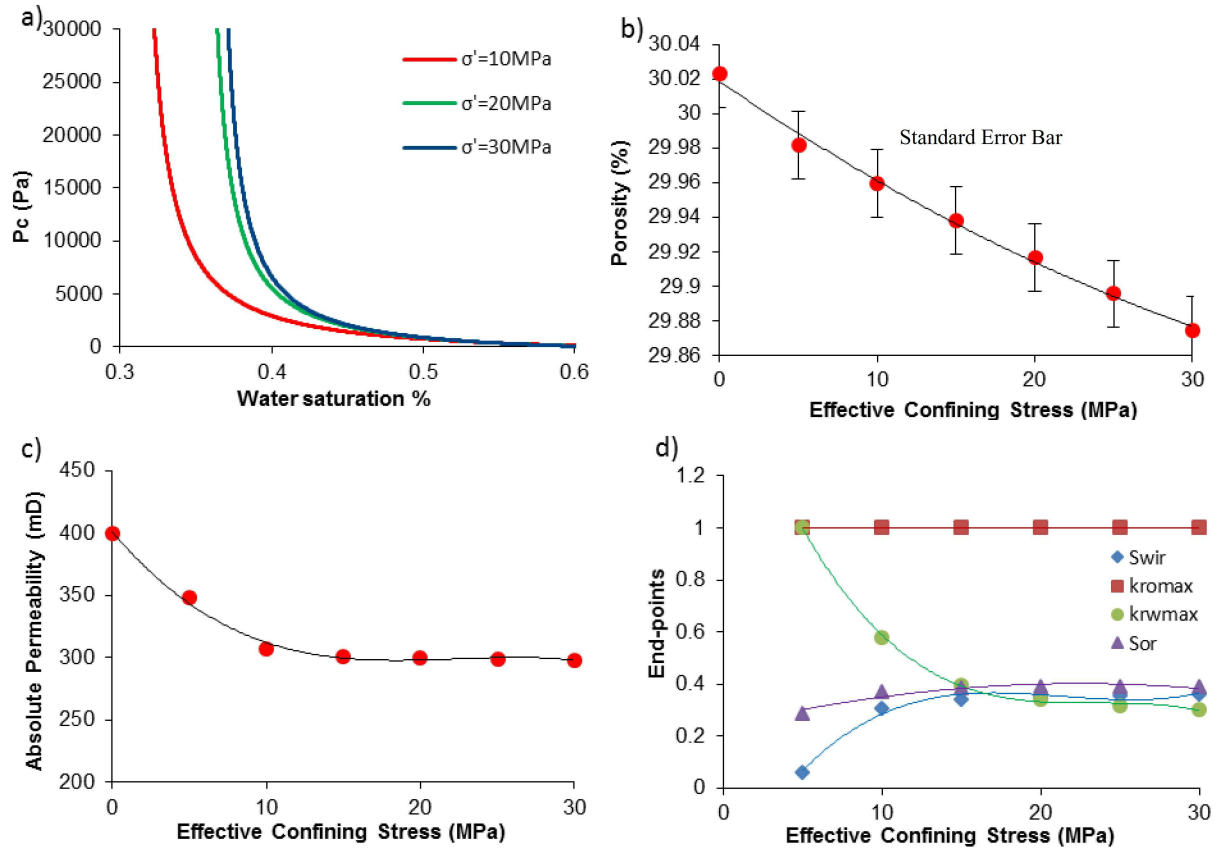 a)
30000
25000
20000
15000
10000
5000
0
Pc (Pa)
0.3
0.4
0.5
0.6
Water saturation %
σ'=10MPa
σ'=20MPa
σ'=30MPa
b)
30.04
30.02
30
29.98
29.96
29.94
29.92
29.9
29.88
29.86
Porosity (%)
Standard Error Bar
0
10
20
30
Effective Confining Stress (MPa)
c)
450
400
350
300
250
200
Absolute Permeability (mD)
0
10
20
30
Effective Confining Stress (MPa)
d)
1.2
1
0.8
0.6
0.4
0.2
0
End-points
Swir
kromax
krwmax
Sor
0
10
20
30
Effective Confining Stress (MPa)